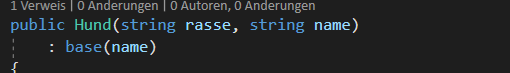 1 Verweis | 0 Änderungen | 0 Autoren, 0 Änderungen
public Hund(string rasse, string name)
: base(name)
{